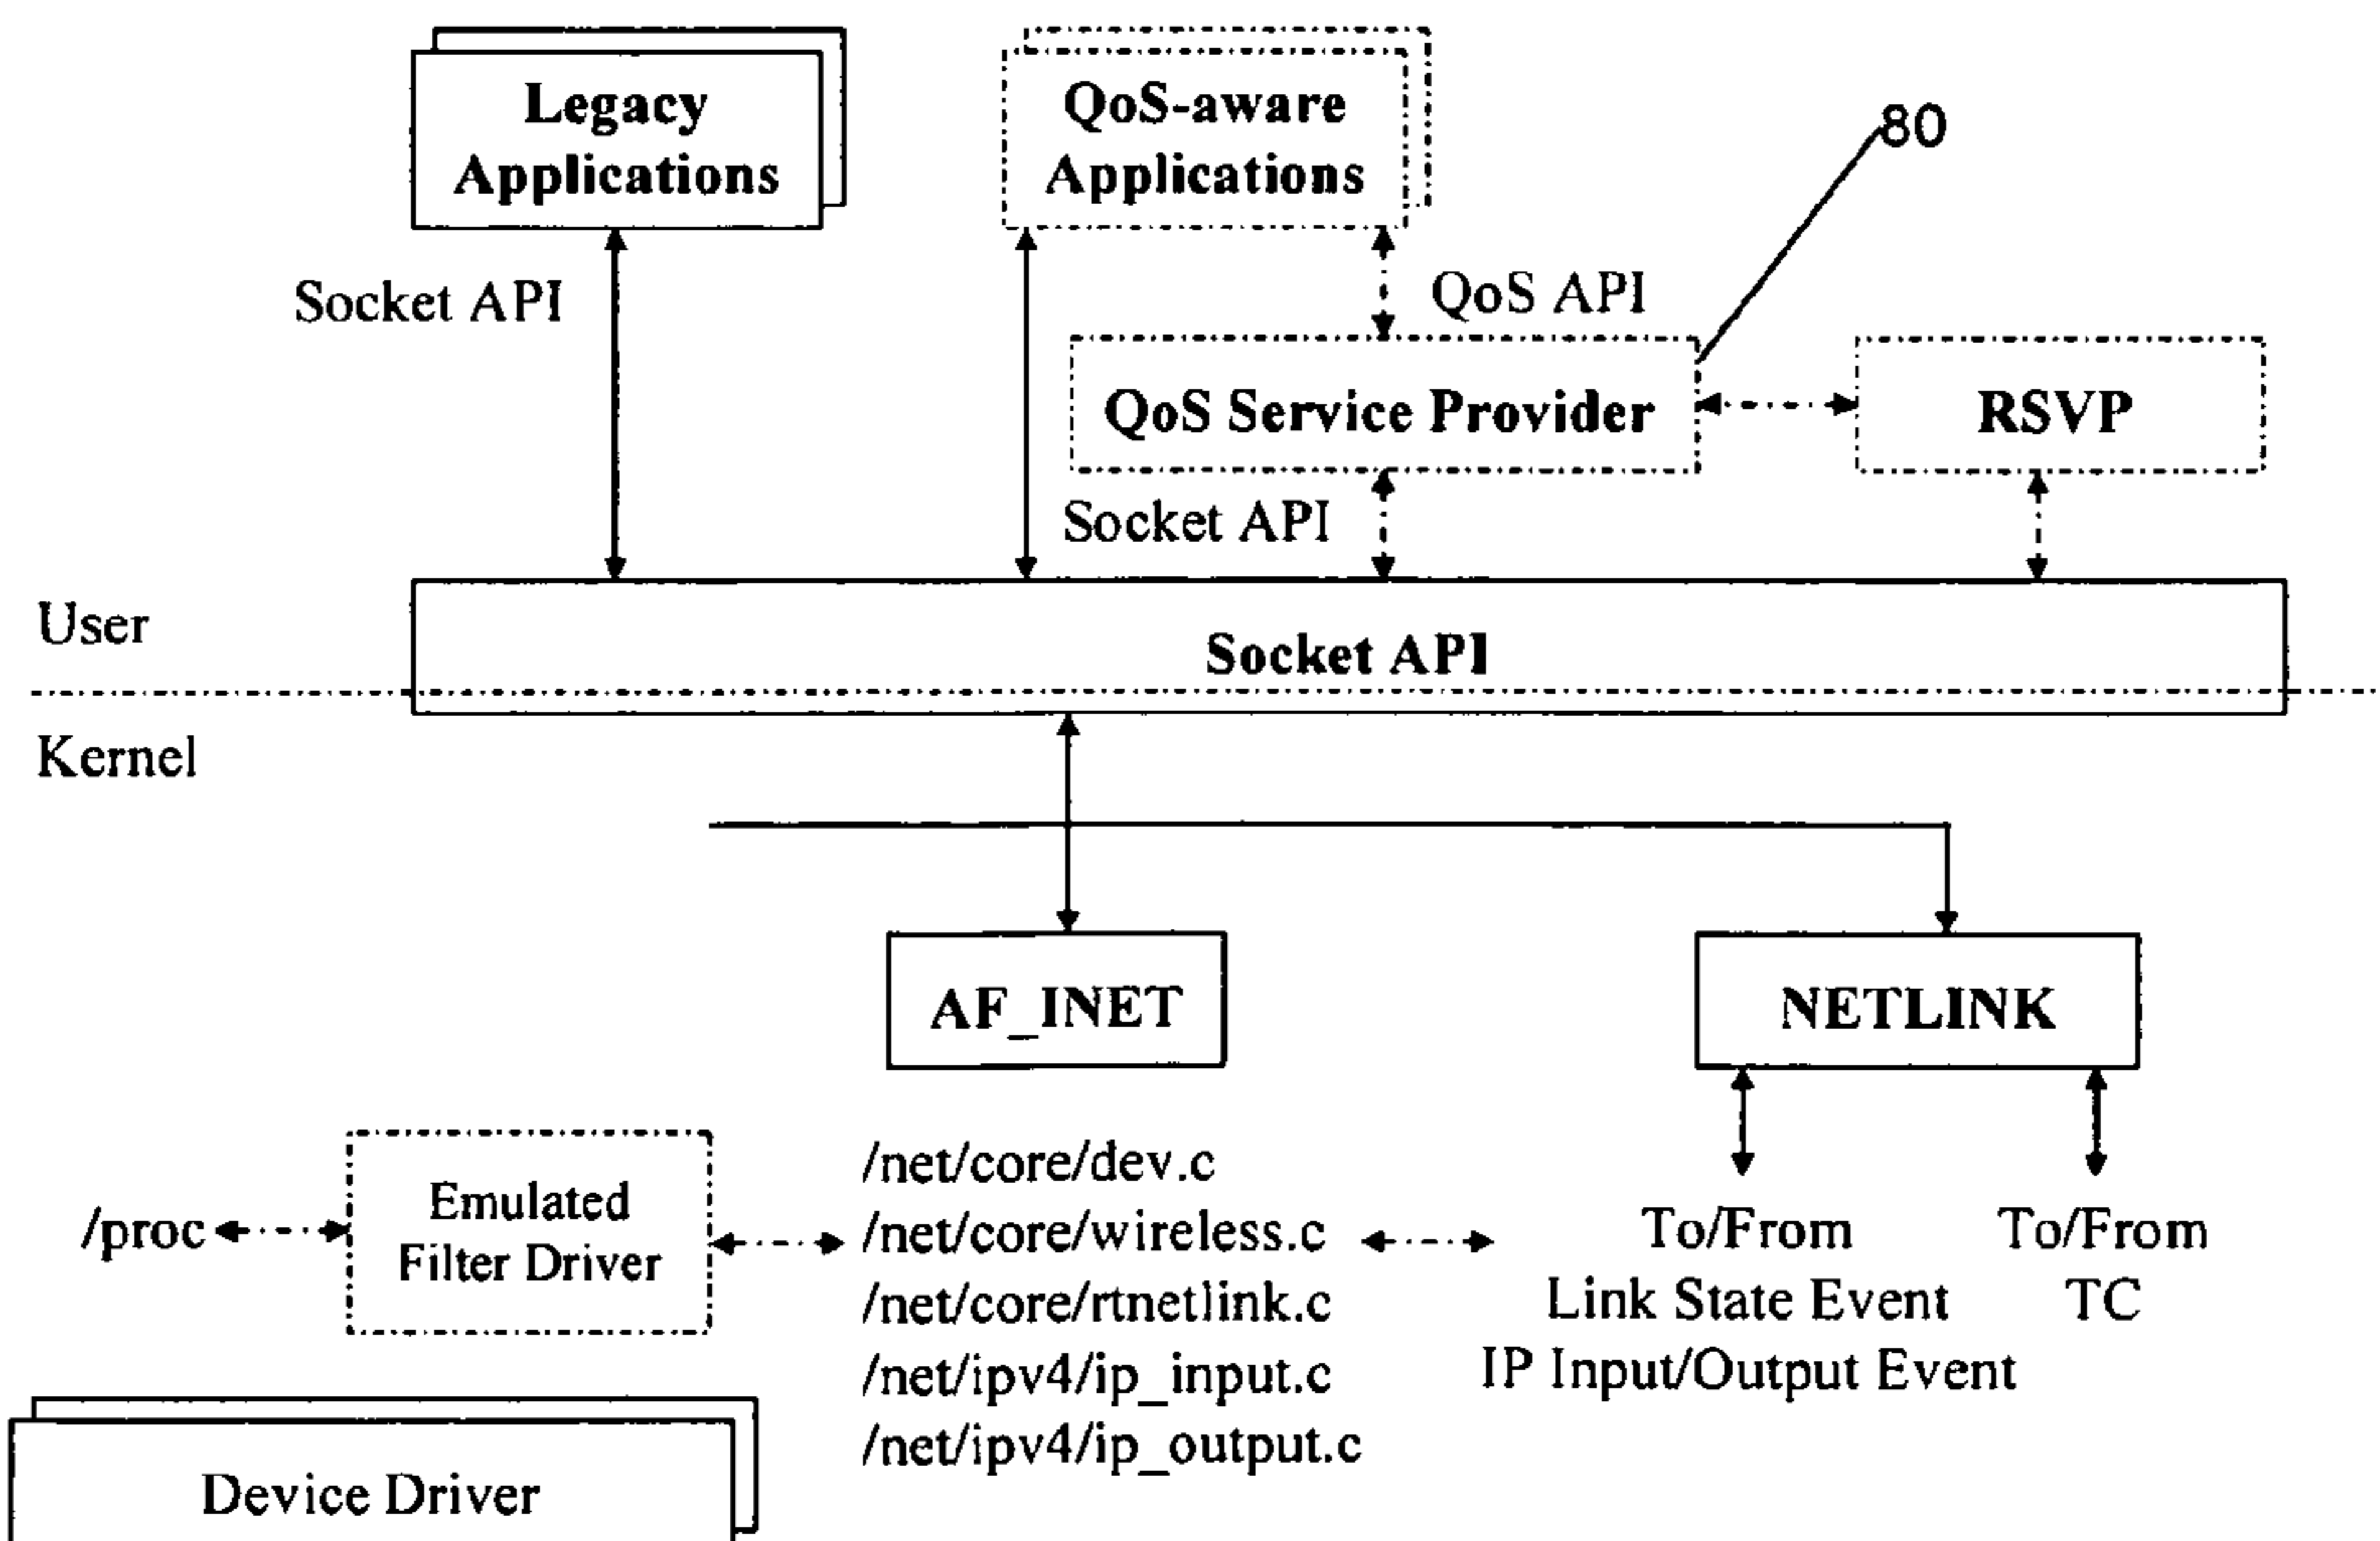 Legacy
Applications
QoS-aware
Applications
80
Socket API
QoS API
QoS Service Provider
RSVP
Socket API
User
Socket API
Kernel
AF_INET
NETLINK
/proc
Emulated
Filter Driver
/net/core/dev.c
/net/core/wireless.c
/net/core/rtnetlink.c
/net/ipv4/ip_input.c
/net/ipv4/ip_output.c
To/From
Link State Event
IP Input/Output Event
To/From
TC
Device Driver